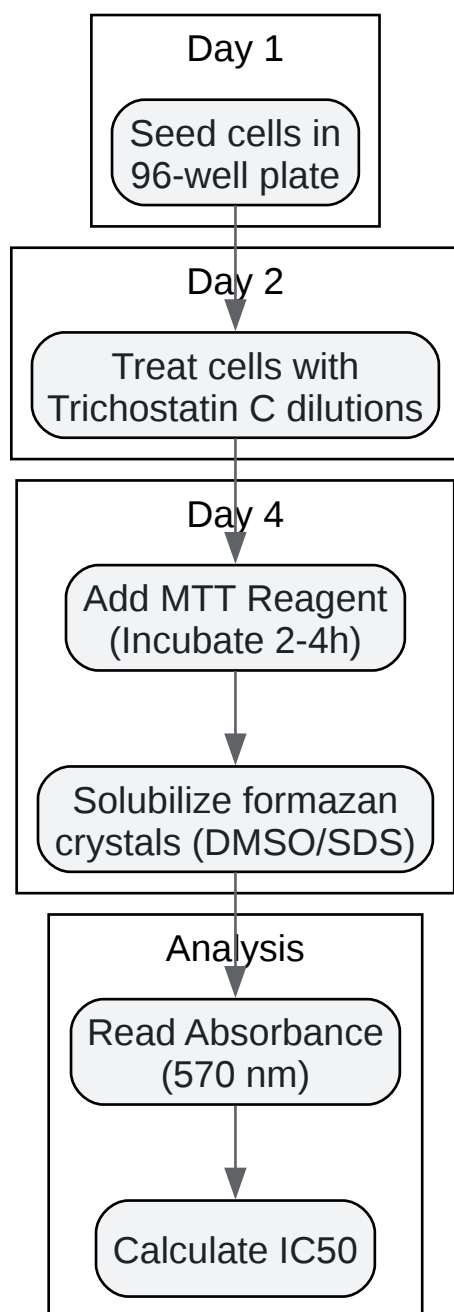 Day 1
Seed cells in
96-well plate
Day 2
Treat cells with
Trichostatin C dilutions
Day 4
Add MTT Reagent
(Incubate 2-4h)
Solubilize formazan
crystals (DMSO/SDS)
Analysis
Read Absorbance
(570 nm)
Calculate IC50